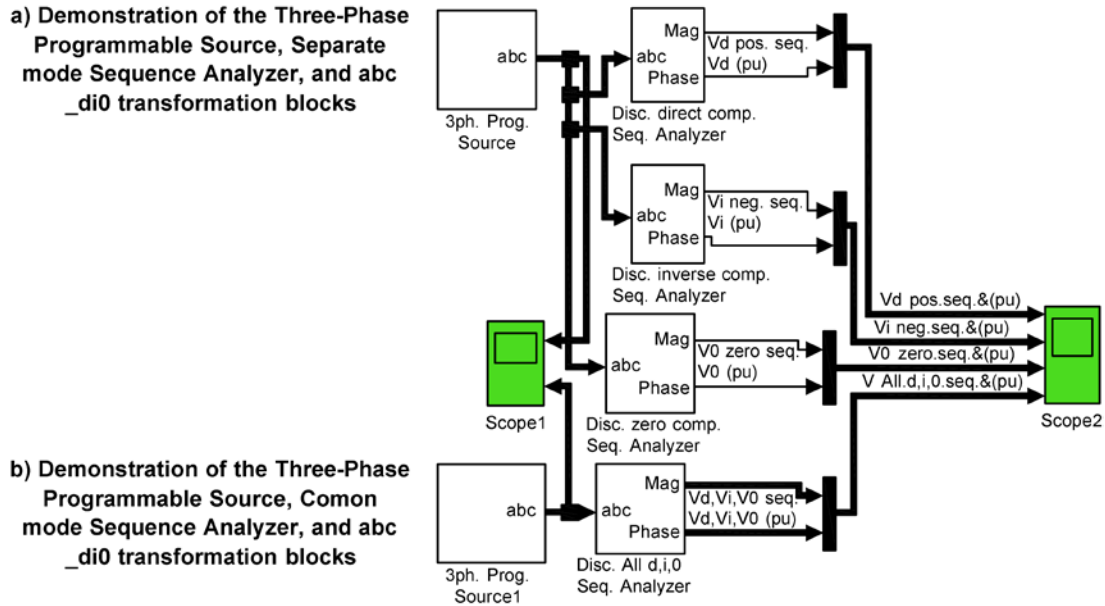 a) Demonstration of the Three-Phase
Programmable Source, Separate
mode Sequence Analyzer, and abc
_di0 transformation blocks
abc
3ph. Prog.
Source
Mag
abc
Phase
Vd pos. seq.
Vd (pu)
Disc. direct comp.
Seq. Analyzer
Mag
abc
Phase
Vi neg. seq.
Vi (pu)
Disc. inverse comp.
Seq. Analyzer
Vd pos.seq.&(pu)
Vi neg.seq.&(pu)
V0 zero.seq.&(pu)
V All.d,i,0.seq.&(pu)
Scope2
Scope1
Mag
abc
Phase
V0 zero seq.
V0 (pu)
Disc. zero comp.
Seq. Analyzer
b) Demonstration of the Three-Phase
Programmable Source, Comon
mode Sequence Analyzer, and abc
_di0 transformation blocks
abc
3ph. Prog.
Source1
Mag
abc
Phase
Vd,Vi,V0 seq.
Vd,Vi,V0 (pu)
Disc. All d,i,0
Seq. Analyzer